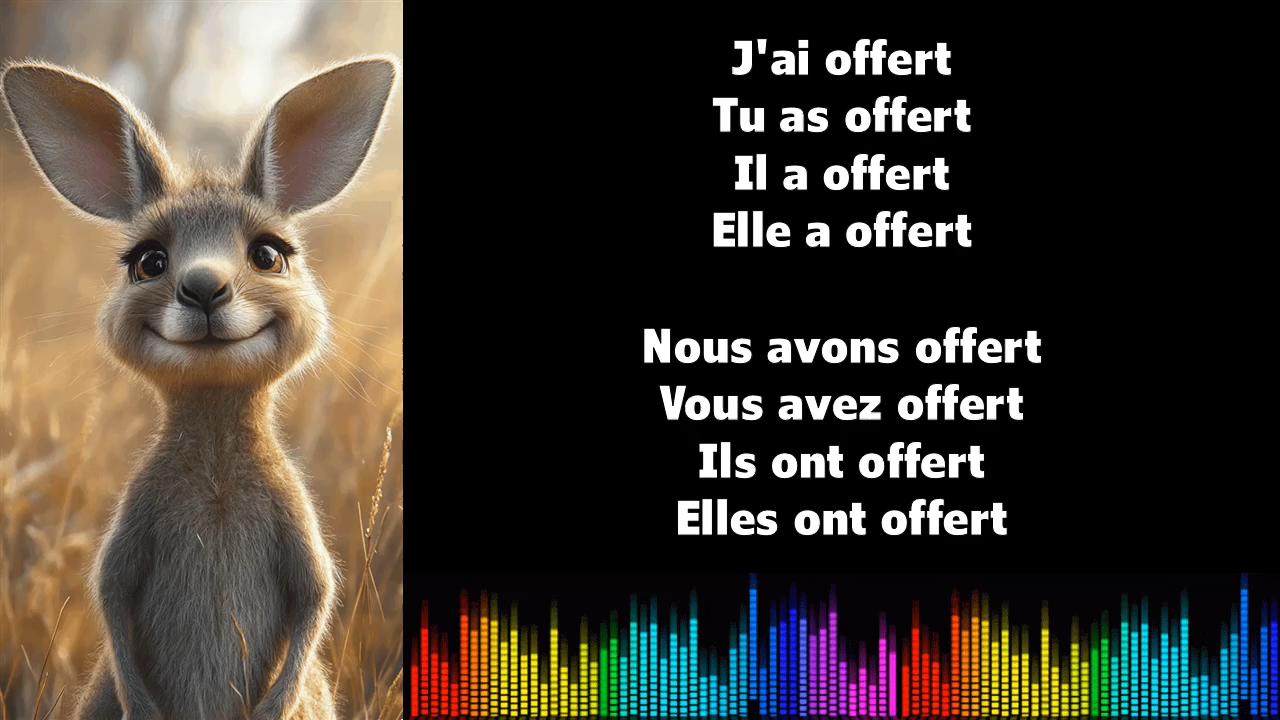 J'ai offert
Tu as offert
Il a offert
Elle a offert
Nous avons offert
Vous avez offert
Ils ont offert
Elles ont offert